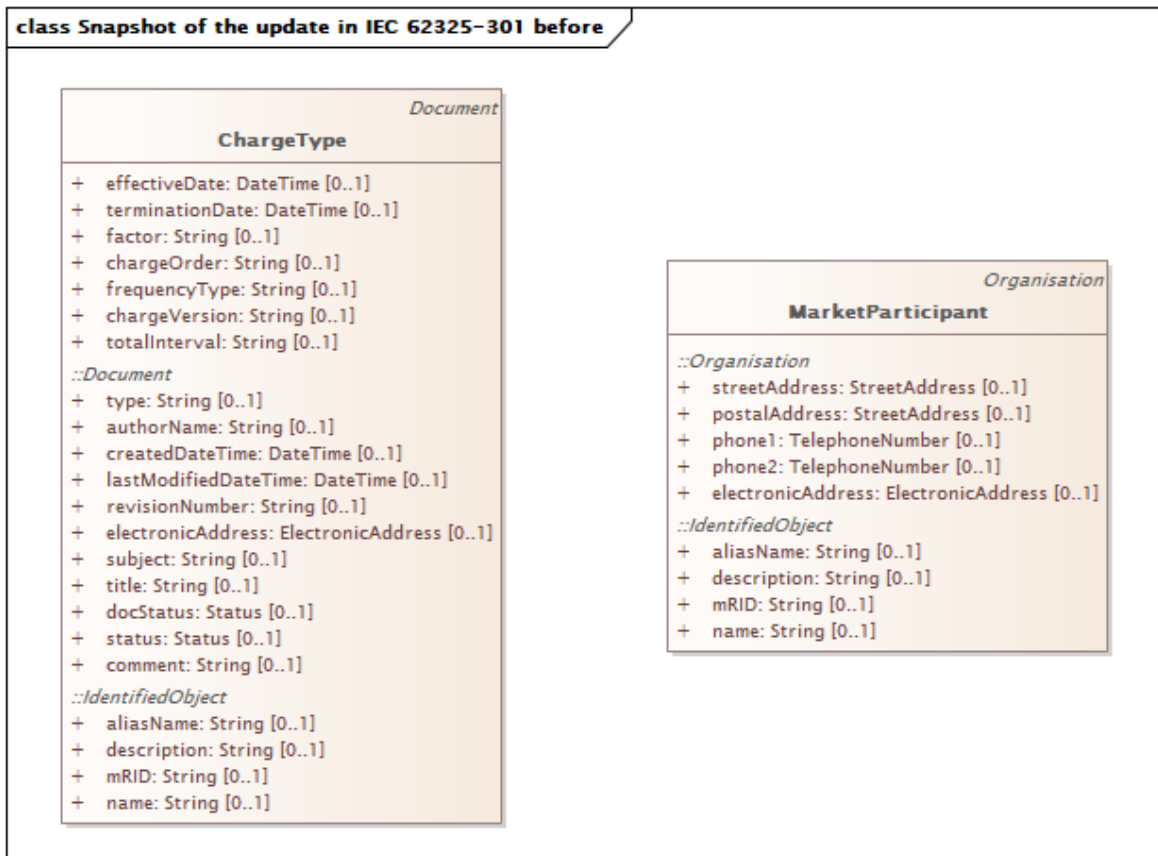 class Snapshot of the update in IEC 62325-301 before
Document
ChargeType
+ effectiveDate: DateTime [0..1]
+ terminationDate: DateTime [0..1]
+ factor: String [0..1]
+ chargeOrder: String [0..1]
+ frequencyType: String [0..1]
+ chargeVersion: String [0..1]
+ totalInterval: String [0..1]
::Document
+ type: String [0..1]
+ authorName: String [0..1]
+ createdDateTime: DateTime [0..1]
+ lastModifiedDateTime: DateTime [0..1]
+ revisionNumber: String [0..1]
+ electronicAddress: ElectronicAddress [0..1]
+ subject: String [0..1]
+ title: String [0..1]
+ docStatus: Status [0..1]
+ status: Status [0..1]
+ comment: String [0..1]
::IdentifiedObject
+ aliasName: String [0..1]
+ description: String [0..1]
+ mRID: String [0..1]
+ name: String [0..1]
Organisation
MarketParticipant
::Organisation
+ streetAddress: StreetAddress [0..1]
+ postalAddress: StreetAddress [0..1]
+ phone1: TelephoneNumber [0..1]
+ phone2: TelephoneNumber [0..1]
+ electronicAddress: ElectronicAddress [0..1]
::IdentifiedObject
+ aliasName: String [0..1]
+ description: String [0..1]
+ mRID: String [0..1]
+ name: String [0..1]